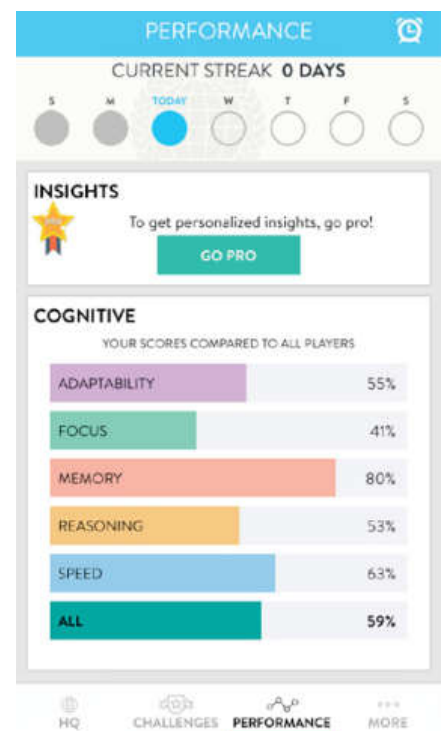 PERFORMANCE
CURRENT STREAK 0 DAYS
S M TODAY W T F S
INSIGHTS
To get personalized insights, go pro!
GO PRO
COGNITIVE
YOUR SCORES COMPARED TO ALL PLAYERS
ADAPTABILITY 55%
FOCUS 41%
MEMORY 80%
REASONING 53%
SPEED 63%
ALL 59%
HQ CHALLENGES PERFORMANCE MORE